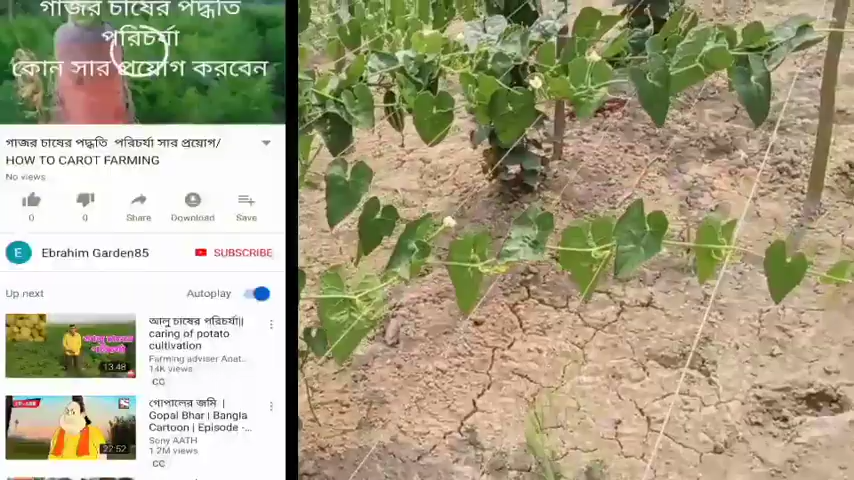 গাজর চাষের পদ্ধতি
পরিচর্যা
কোন সার প্রয়োগ করবেন
গাজর চাষের পদ্ধতি পরিচর্যা সার প্রয়োগ/
HOW TO CAROT FARMING
No views
0
0
Share
Download
Save
E
Ebrahim Garden85
SUBSCRIBE
Up next
Autoplay
আলু চাষের পরিচর্যা||
caring of potato
cultivation
Farming adviser Anat...
14K views
CC
13:48
গোপালের জমি |
Gopal Bhar | Bangla
Cartoon | Episode -...
Sony AATH
1.2M views
CC
22:52